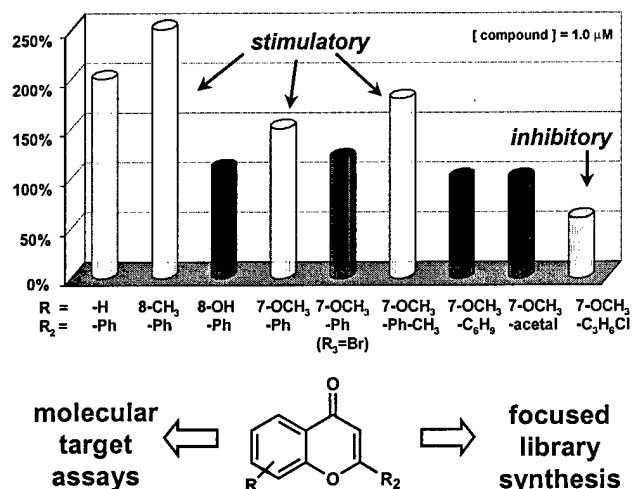 250%
200%
150%
100%
50%
0%
stimulatory
[ compound ] = 1.0 μM
inhibitory
R = -H 8-CH₃ 8-OH 7-OCH₃ 7-OCH₃ 7-OCH₃ 7-OCH₃ 7-OCH₃ 7-OCH₃
R₂ = -Ph -Ph -Ph -Ph -Ph -Ph-CH₃ -C₆H₉ -acetal -C₃H₆Cl
(R₃=Br)
molecular
target
assays
O
R
O
R₂
focused
library
synthesis